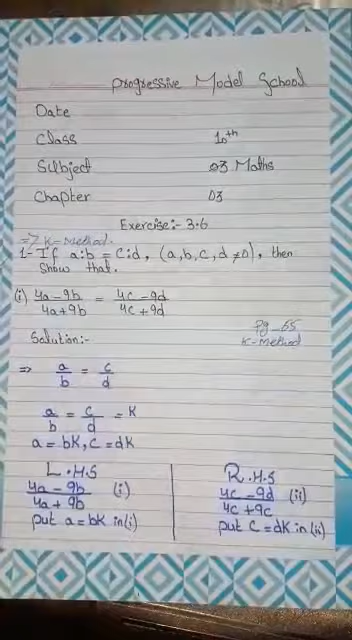 Progressive Model School
Date
Class 10th
Subject 03 Maths
Chapter 03
Exercise:- 3.6
=> K-Method.
1- If a:b = c:d, (a,b,c,d ≠ 0), then
Show that.
(i) 4a-9b/4a+9b = 4c-9d/4c+9d
Solution:-
Pg 65
K-Method
=> a/b = c/d
a/b = c/d = K
a = bK, c = dK
L.H.S
4a-9b/4a+9b (i)
put a=bK in(i)
R.H.S
4c-9d/4c+9c (ii)
put c=dK in(ii)